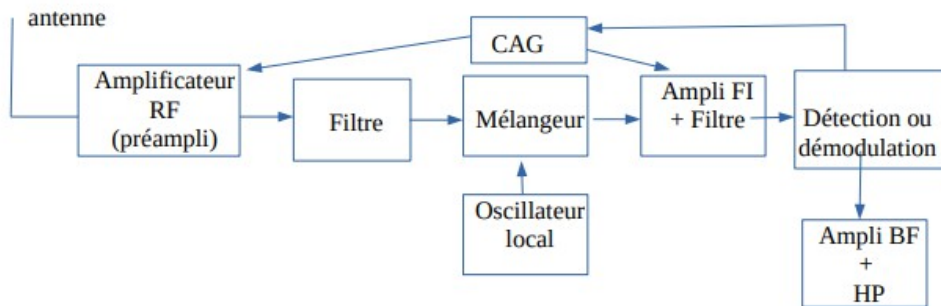 antenne
CAG
Amplificateur
RF
(préampli)
Filtre
Mélangeur
Ampli FI
+ Filtre
Détection ou
démodulation
Oscillateur
local
Ampli BF
+
HP